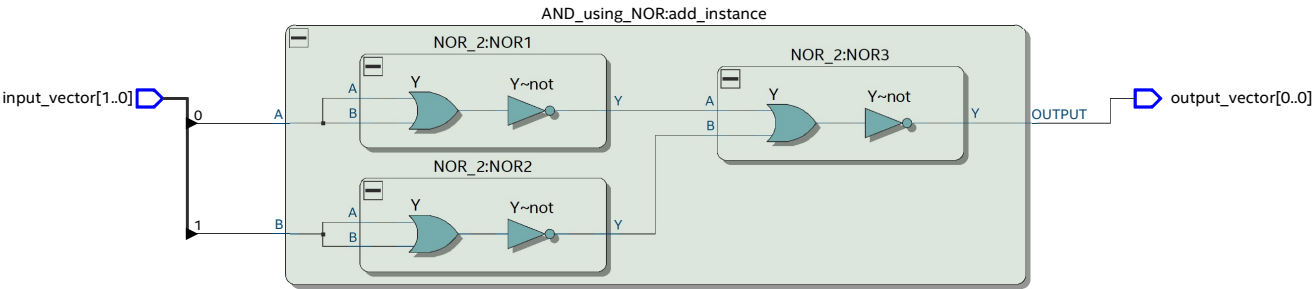 AND_using_NOR:add_instance
NOR_2:NOR1
NOR_2:NOR3
input_vector[1..0]
0
A
A
B
Y
Y~not
Y
A
B
Y
Y~not
Y
OUTPUT
output_vector[0..0]
NOR_2:NOR2
1
B
A
B
Y
Y~not
Y